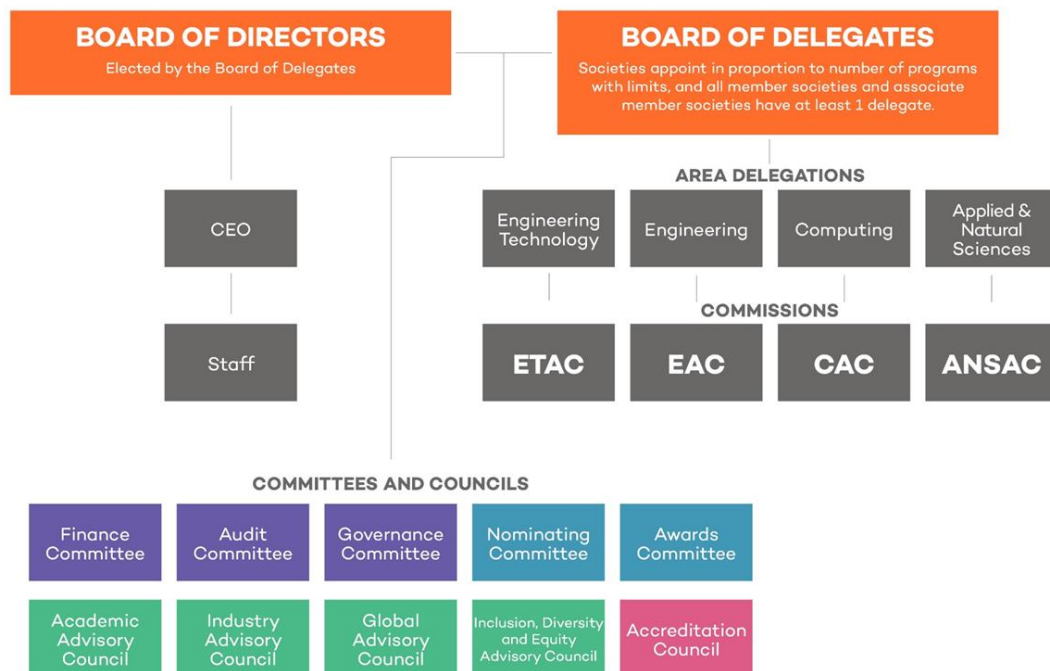 BOARD OF DIRECTORS
Elected by the Board of Delegates
BOARD OF DELEGATES
Societies appoint in proportion to number of programs
with limits, and all member societies and associate
member societies have at least 1 delegate.
AREA DELEGATIONS
CEO
Engineering
Technology
Engineering
Computing
Applied &
Natural
Sciences
COMMISSIONS
Staff
ETAC
EAC
CAC
ANSAC
COMMITTEES AND COUNCILS
Finance
Committee
Audit
Committee
Governance
Committee
Nominating
Committee
Awards
Committee
Academic
Advisory
Council
Industry
Advisory
Council
Global
Advisory
Council
Inclusion, Diversity
and Equity
Advisory Council
Accreditation
Council